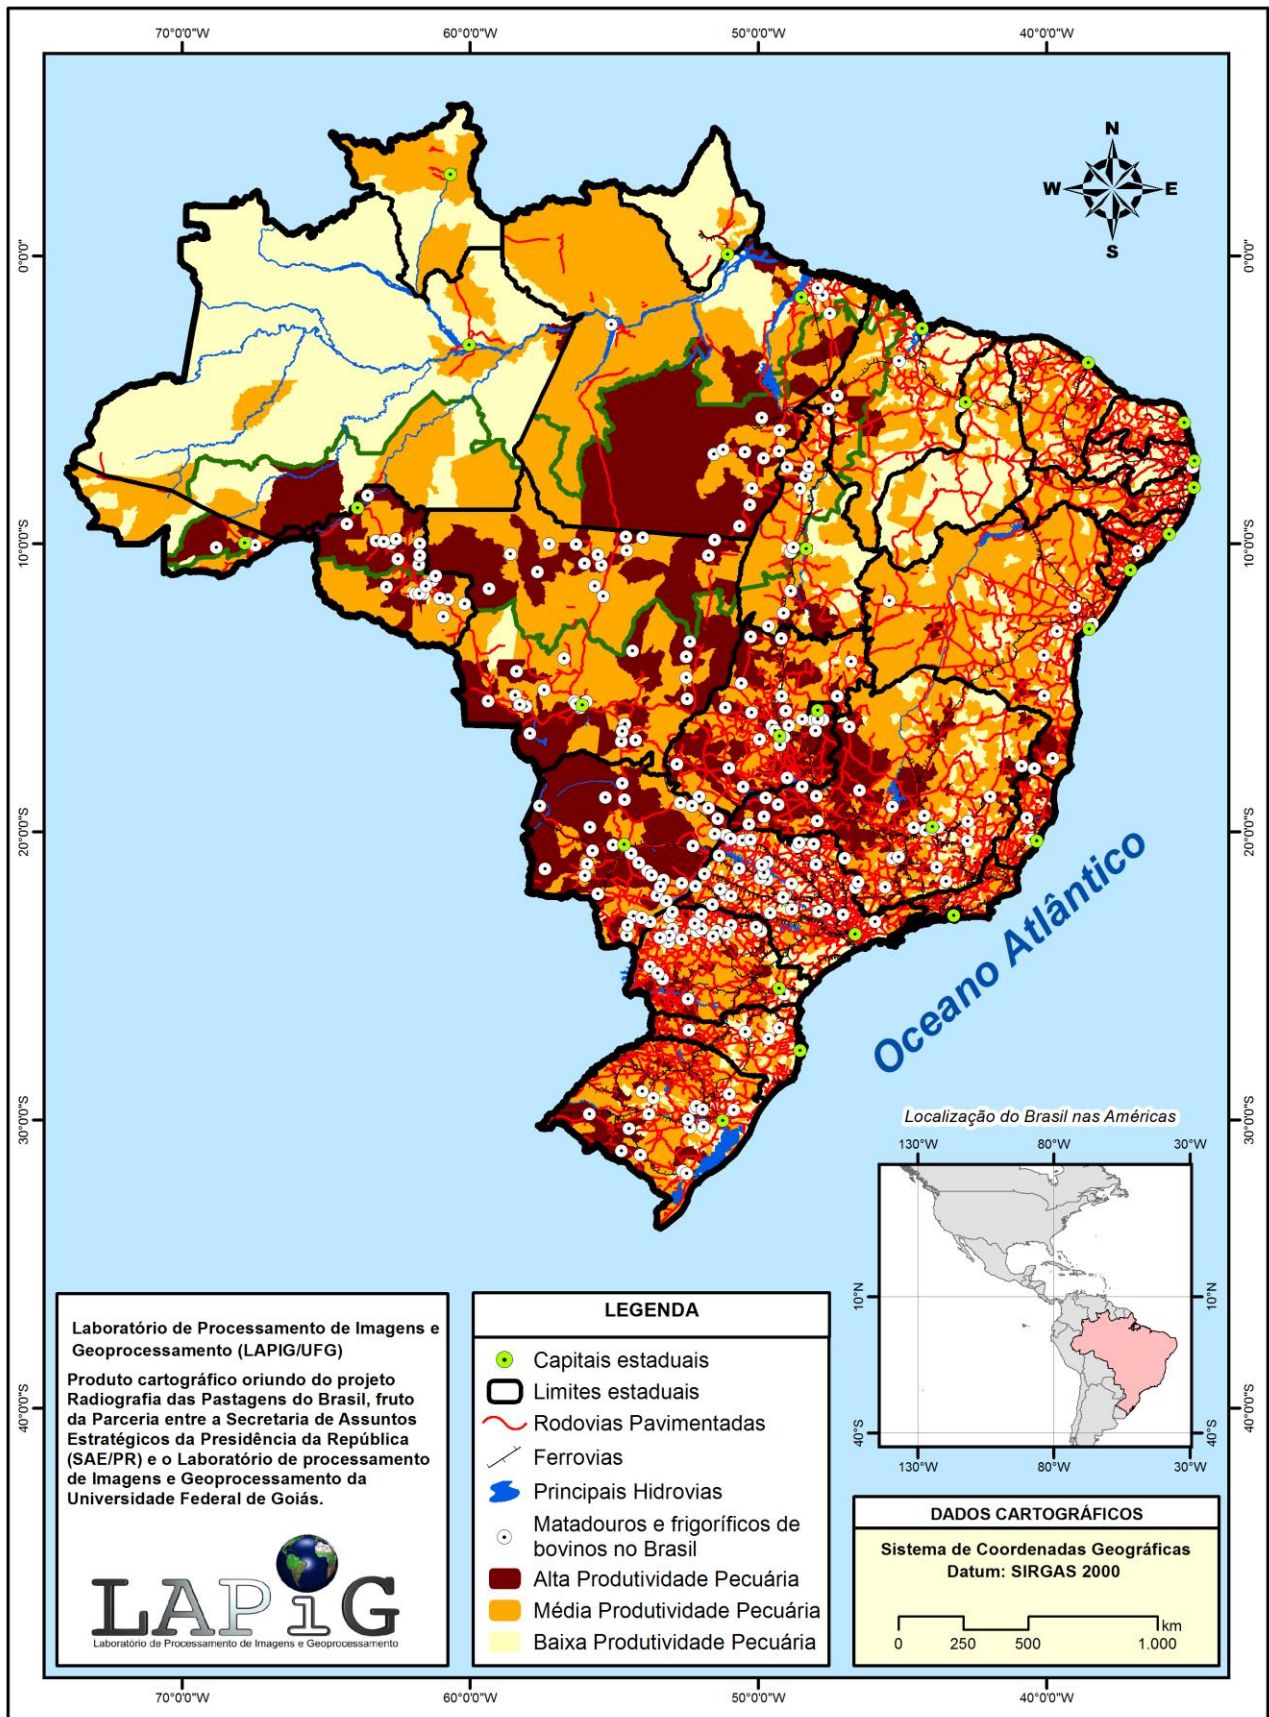 70°0'0"W 60°0'0"W 50°0'0"W 40°0'0"W
N
W E
S
0°0'0" 0°0'0"
10°0'0"S 10°0'0"S
20°0'0"S 20°0'0"S
30°0'0"S 30°0'0"S
40°0'0"S 40°0'0"S
Oceano Atlântico
Localização do Brasil nas Américas
130°W 80°W 30°W
10°N 10°N
40°S 40°S
130°W 80°W 30°W
Laboratório de Processamento de Imagens e
Geoprocessamento (LAPIG/UFG)
Produto cartográfico oriundo do projeto
Radiografia das Pastagens do Brasil, fruto
da Parceria entre a Secretaria de Assuntos
Estratégicos da Presidência da República
(SAE/PR) e o Laboratório de processamento
de Imagens e Geoprocessamento da
Universidade Federal de Goiás.
LAPiG
Laboratório de Processamento de Imagens e Geoprocessamento
LEGENDA
Capitais estaduais
Limites estaduais
Rodovias Pavimentadas
Ferrovias
Principais Hidrovias
Matadouros e frigoríficos de
bovinos no Brasil
Alta Produtividade Pecuária
Média Produtividade Pecuária
Baixa Produtividade Pecuária
DADOS CARTOGRÁFICOS
Sistema de Coordenadas Geográficas
Datum: SIRGAS 2000
km
0 250 500 1.000
70°0'0"W 60°0'0"W 50°0'0"W 40°0'0"W